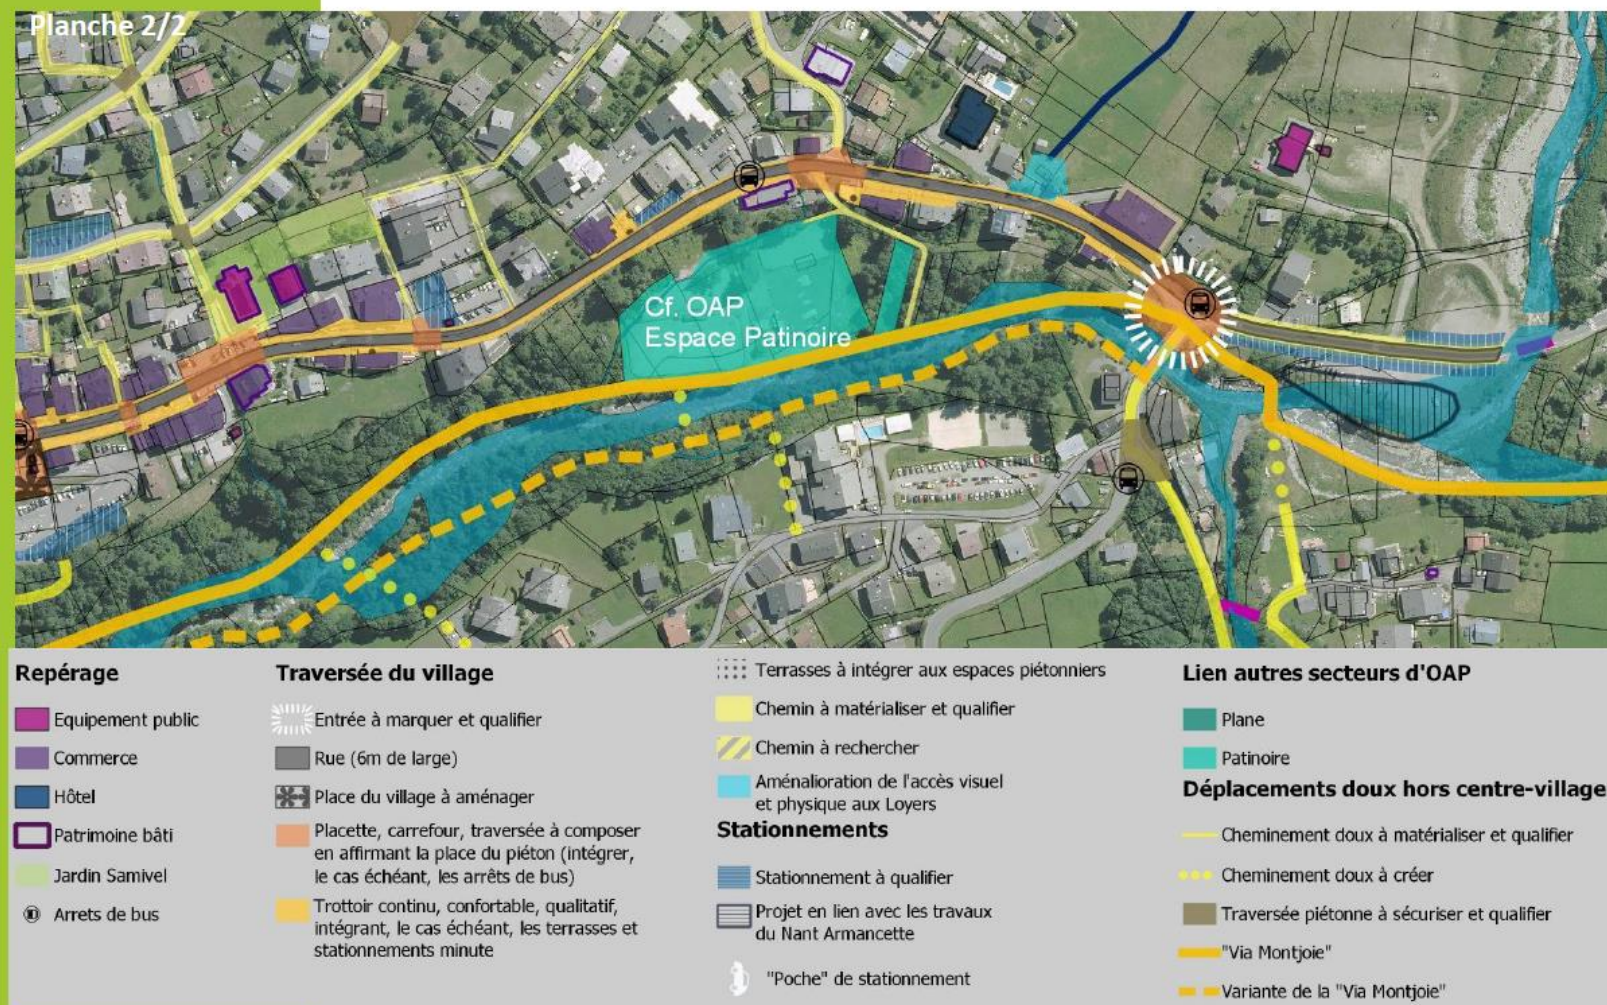 Planche 2/2
Cf. OAP
Espace Patinoire
Repérage
Equipement public
Commerce
Hôtel
Patrimoine bâti
Jardin Samivel
Arrets de bus
Traversée du village
Entrée à marquer et qualifier
Rue (6m de large)
Place du village à aménager
Placette, carrefour, traversée à composer
en affirmant la place du piéton (intégrer,
le cas échéant, les arrêts de bus)
Trottoir continu, confortable, qualitatif,
intégrant, le cas échéant, les terrasses et
stationnements minute
Terrasses à intégrer aux espaces piétonniers
Chemin à matérialiser et qualifier
Chemin à rechercher
Aménalioration de l'accès visuel
et physique aux Loyers
Stationnements
Stationnement à qualifier
Projet en lien avec les travaux
du Nant Armancette
"Poche" de stationnement
Lien autres secteurs d'OAP
Plane
Patinoire
Déplacements doux hors centre-village
Cheminement doux à matérialiser et qualifier
Cheminement doux à créer
Traversée piétonne à sécuriser et qualifier
"Via Montjoie"
Variante de la "Via Montjoie"